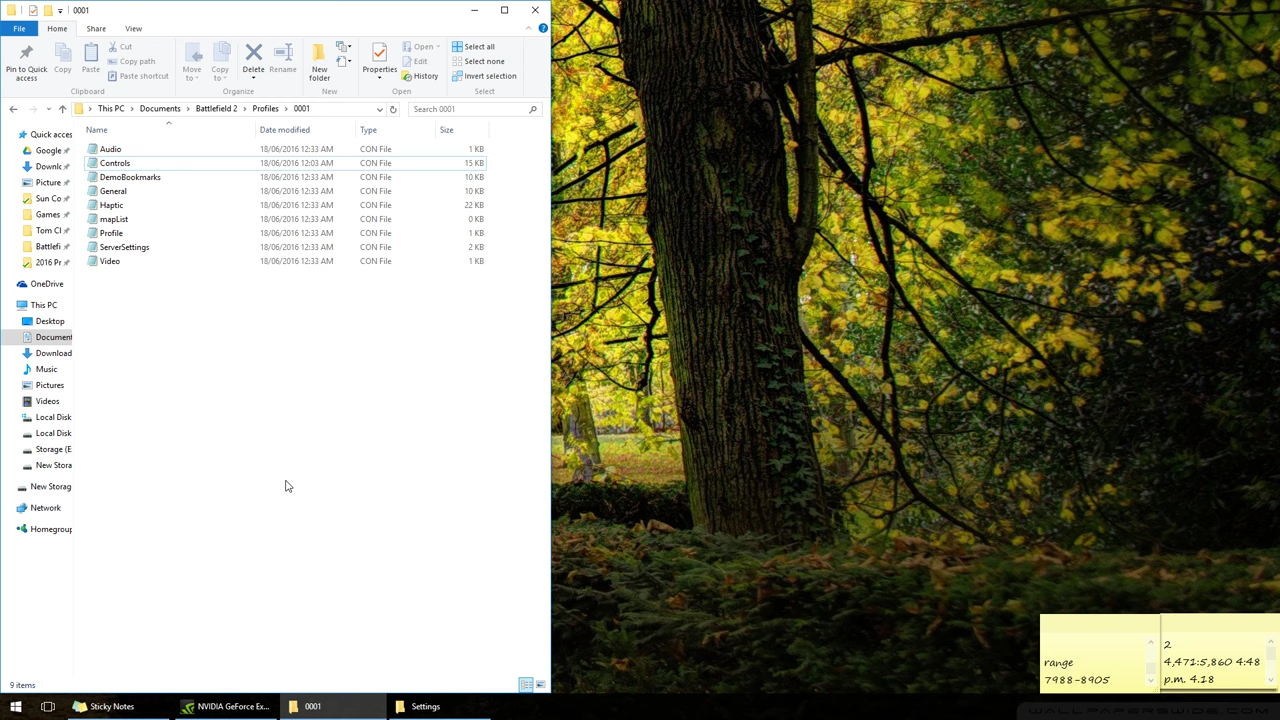 0001
File Home Share View
Pin to Quick access
Copy
Paste
Cut
Copy path
Paste shortcut
Clipboard
Move to
Copy to
Delete
Rename
Organize
New folder
New
Properties
Open
Edit
History
Open
Select all
Select none
Invert selection
Select
This PC Documents Battlefield 2 Profiles 0001
Search 0001
Name Date modified Type Size
Audio 18/06/2016 12:33 AM CON File 1 KB
Controls 18/06/2016 12:03 AM CON File 15 KB
DemoBookmarks 18/06/2016 12:33 AM CON File 10 KB
General 18/06/2016 12:33 AM CON File 10 KB
Haptic 18/06/2016 12:33 AM CON File 22 KB
mapList 18/06/2016 12:33 AM CON File 0 KB
Profile 18/06/2016 12:33 AM CON File 1 KB
ServerSettings 18/06/2016 12:33 AM CON File 2 KB
Video 18/06/2016 12:33 AM CON File 1 KB
Quick acces
Google
Downlo
Picture
Sun Co
Games
Tom Cl
Battlefi
2016 Pr
OneDrive
This PC
Desktop
Document
Download
Music
Pictures
Videos
Local Disk
Local Disk
Storage (E
New Stora
New Storag
Network
Homegroup
9 items
range
7988-8905
2
4,471:5,860 4:48
p.m. 4.18
Sticky Notes
NVIDIA GeForce Ex...
0001
Settings
WALLPAPERSWIDE.COM